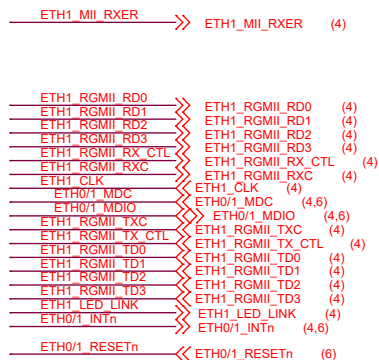 ETH1_MII_RXER ETH1_MII_RXER (4)
ETH1_RGMII_RD0 ETH1_RGMII_RD0 (4)
ETH1_RGMII_RD1 ETH1_RGMII_RD1 (4)
ETH1_RGMII_RD2 ETH1_RGMII_RD2 (4)
ETH1_RGMII_RD3 ETH1_RGMII_RD3 (4)
ETH1_RGMII_RX_CTL ETH1_RGMII_RX_CTL (4)
ETH1_RGMII_RXC ETH1_RGMII_RXC (4)
ETH1_CLK ETH1_CLK (4)
ETH0/1_MDC ETH0/1_MDC (4,6)
ETH0/1_MDIO ETH0/1_MDIO (4,6)
ETH1_RGMII_TXC ETH1_RGMII_TXC (4)
ETH1_RGMII_TX_CTL ETH1_RGMII_TX_CTL (4)
ETH1_RGMII_TD0 ETH1_RGMII_TD0 (4)
ETH1_RGMII_TD1 ETH1_RGMII_TD1 (4)
ETH1_RGMII_TD2 ETH1_RGMII_TD2 (4)
ETH1_RGMII_TD3 ETH1_RGMII_TD3 (4)
ETH1_LED_LINK ETH1_LED_LINK (4)
ETH0/1_INTn ETH0/1_INTn (4,6)
ETH0/1_RESETn ETH0/1_RESETn (6)